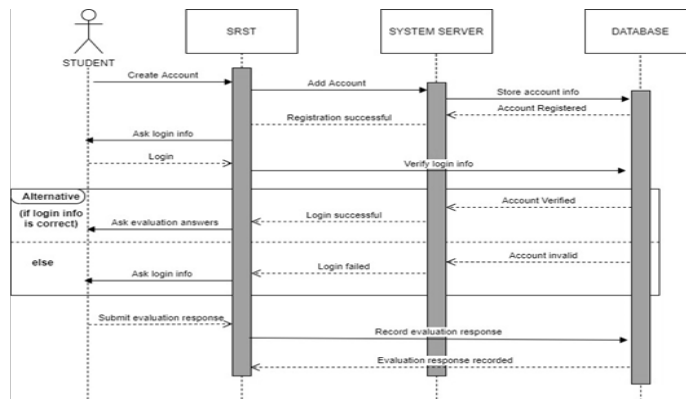 SRST
SYSTEM SERVER
DATABASE
STUDENT
Create Account
Add Account
Store account info
Account Registered
Registration successful
Ask login info
Login
Verify login info
Alternative
(if login info
is correct)
Account Verified
Login successful
Ask evaluation answers
else
Account invalid
Login failed
Ask login info
Submit evaluation response
Record evaluation response
Evaluation response recorded